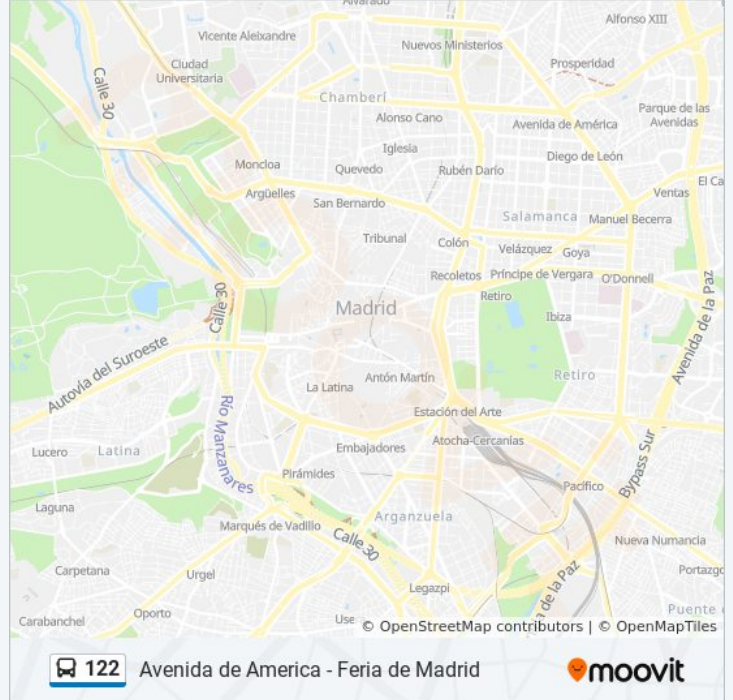 Alvarado
Alfonso XIII
Vicente Aleixandre
Nuevos Ministerios
Ciudad
Universitaria
Prosperidad
Calle 30
Chamberí
Parque de las
Avenidas
Alonso Cano
Avenida de América
Iglesia
Diego de León
Moncloa
Quevedo
Rubén Darío
El Ca
Argüelles
Ventas
San Bernardo
Salamanca
Manuel Becerra
Tribunal
Colón
Velázquez
Goya
Recoletos
Príncipe de Vergara
O'Donnell
Calle 30
Retiro
Madrid
Ibiza
Avenida de la Paz
Autovía del Suroeste
Antón Martín
Retiro
La Latina
Estación del Arte
Río Manzanares
Atocha-Cercanías
Lucero
Latina
Embajadores
Bypass Sur
Pirámides
Pacífico
Laguna
Arganzuela
Marqués de Vadillo
Calle 30
Nueva Numancia
Carpetana
Urgel
Portazgo
Legazpi
a de la Paz
Oporto
Puente
Carabanchel
Use
© OpenStreetMap contributors | © OpenMapTiles
122 Avenida de America - Feria de Madrid
moovit